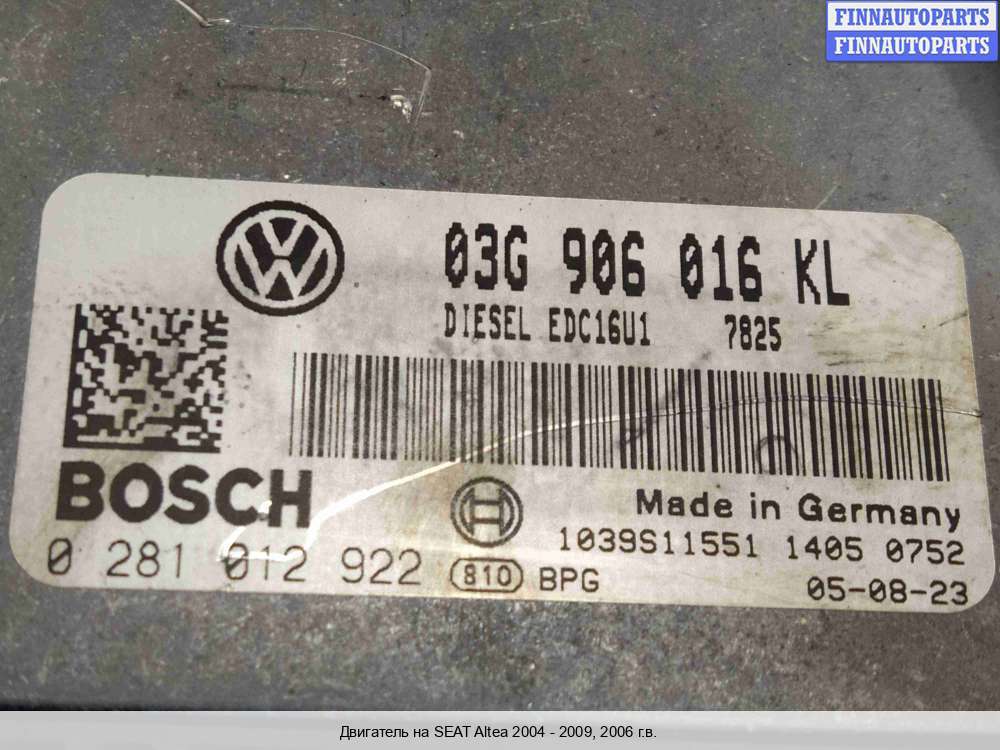 FINNAUTOPARTS
FINNAUTOPARTS
03G 906 016 KL
DIESEL EDC16U1 7825
BOSCH
Made in Germany
1039S11551 1405 0752
0 281 012 922 810 BPG 05-08-23
Двигатель на SEAT Altea 2004 - 2009, 2006 г.в.